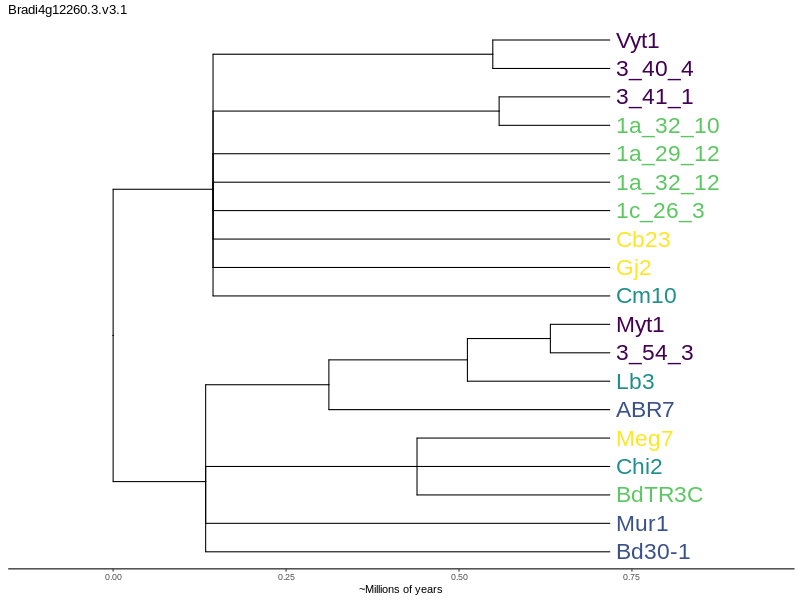 Bradi4g12260.3.v3.1
Vyt1
3_40_4
3_41_1
1a_32_10
1a_29_12
1a_32_12
1c_26_3
Cb23
Gj2
Cm10
Myt1
3_54_3
Lb3
ABR7
Meg7
Chi2
BdTR3C
Mur1
Bd30-1
0.00 0.25 0.50 0.75
~Millions of years